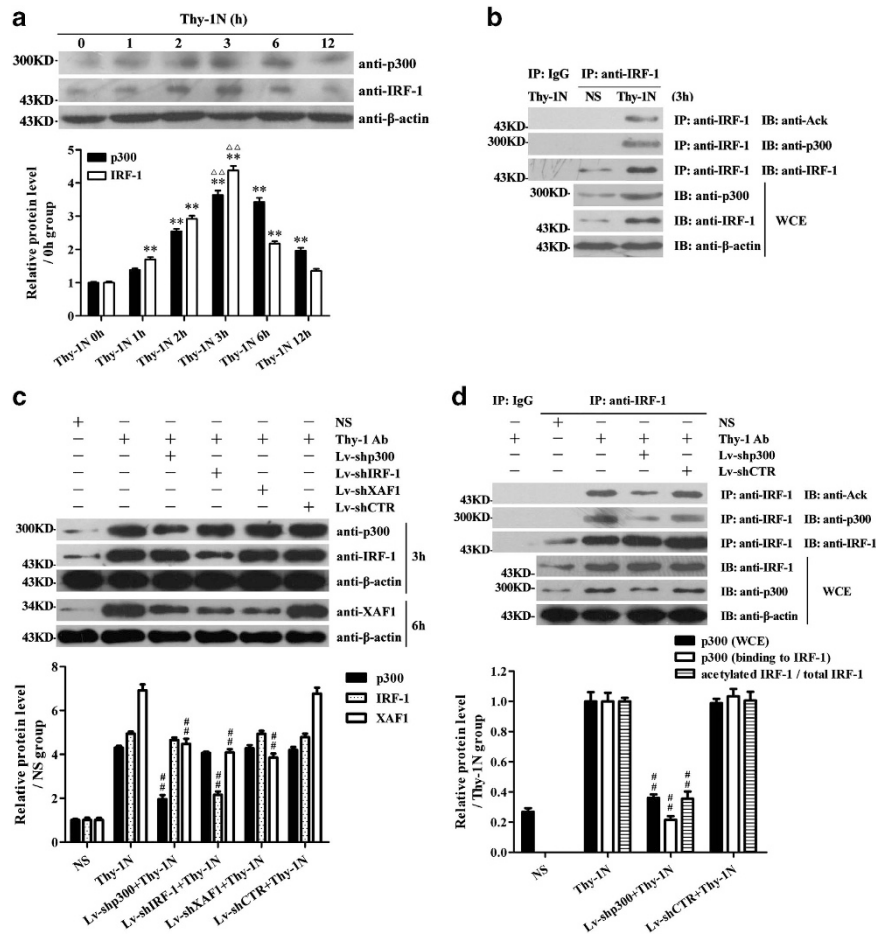 a
Thy-1N (h)
0 1 2 3 6 12
300KD anti-p300
43KD anti-IRF-1
43KD anti-β-actin
p300
IRF-1
Relative protein level
/ 0h group
5
4
3
2
1
0
** ** ** ** △△ ** △△ ** ** ** **
Thy-1N 0h Thy-1N 1h Thy-1N 2h Thy-1N 3h Thy-1N 6h Thy-1N 12h
b
IP: IgG IP: anti-IRF-1
Thy-1N NS Thy-1N (3h)
43KD IP: anti-IRF-1 IB: anti-Ack
300KD IP: anti-IRF-1 IB: anti-p300
43KD IP: anti-IRF-1 IB: anti-IRF-1
300KD IB: anti-p300
43KD IB: anti-IRF-1 WCE
43KD IB: anti-β-actin
c
+ − − − − − NS
− + + + + + Thy-1 Ab
− − + − − − Lv-shp300
− − − + − − Lv-shIRF-1
− − − − + − Lv-shXAF1
− − − − − + Lv-shCTR
300KD anti-p300
43KD anti-IRF-1 3h
43KD anti-β-actin
34KD anti-XAF1
43KD anti-β-actin 6h
p300
IRF-1
XAF1
Relative protein level
/ NS group
8
6
4
2
0
## ## ## ## ##
NS Thy-1N Lv-shp300+Thy-1N Lv-shIRF-1+Thy-1N Lv-shXAF1+Thy-1N Lv-shCTR+Thy-1N
d
IP: IgG IP: anti-IRF-1
− + − − − NS
+ − + + + Thy-1 Ab
− − − + − Lv-shp300
− − − − + Lv-shCTR
43KD IP: anti-IRF-1 IB: anti-Ack
300KD IP: anti-IRF-1 IB: anti-p300
43KD IP: anti-IRF-1 IB: anti-IRF-1
43KD IB: anti-IRF-1
300KD IB: anti-p300 WCE
43KD IB: anti-β-actin
p300 (WCE)
p300 (binding to IRF-1)
acetylated IRF-1 / total IRF-1
Relative protein level
/ Thy-1N group
1.2
1.0
0.8
0.6
0.4
0.2
0.0
## ## ##
NS Thy-1N Lv-shp300+Thy-1N Lv-shCTR+Thy-1N